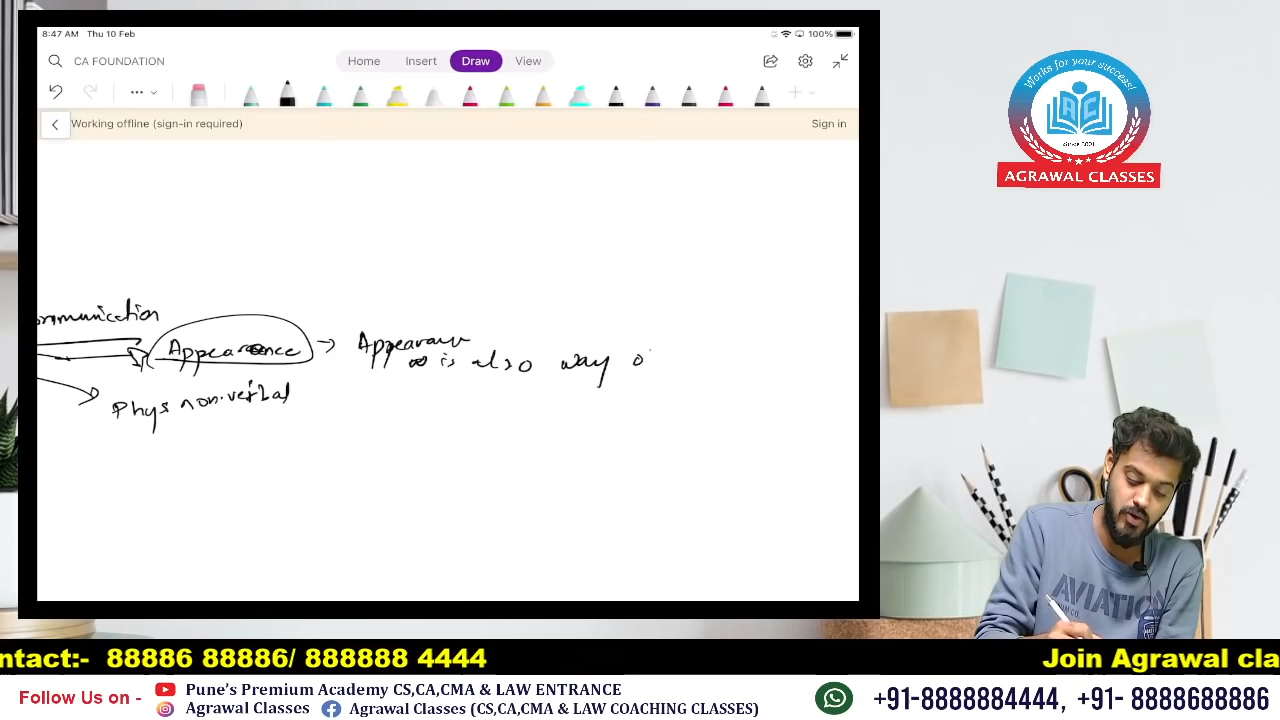 8:47 AM Thu 10 Feb
100%
CA FOUNDATION
Home Insert Draw View
Working offline (sign-in required)
Sign in
ommunication
Appearance → Appearance
is also way o
Phys non-verbal
Works for your success!
AC
Since 2001
AGRAWAL CLASSES
AVIATION
ntact:- 88886 88886/ 888888 4444
Join Agrawal cla
Follow Us on -
Pune's Premium Academy CS,CA,CMA & LAW ENTRANCE
Agrawal Classes
Agrawal Classes (CS,CA,CMA & LAW COACHING CLASSES)
+91-8888884444, +91- 8888688886